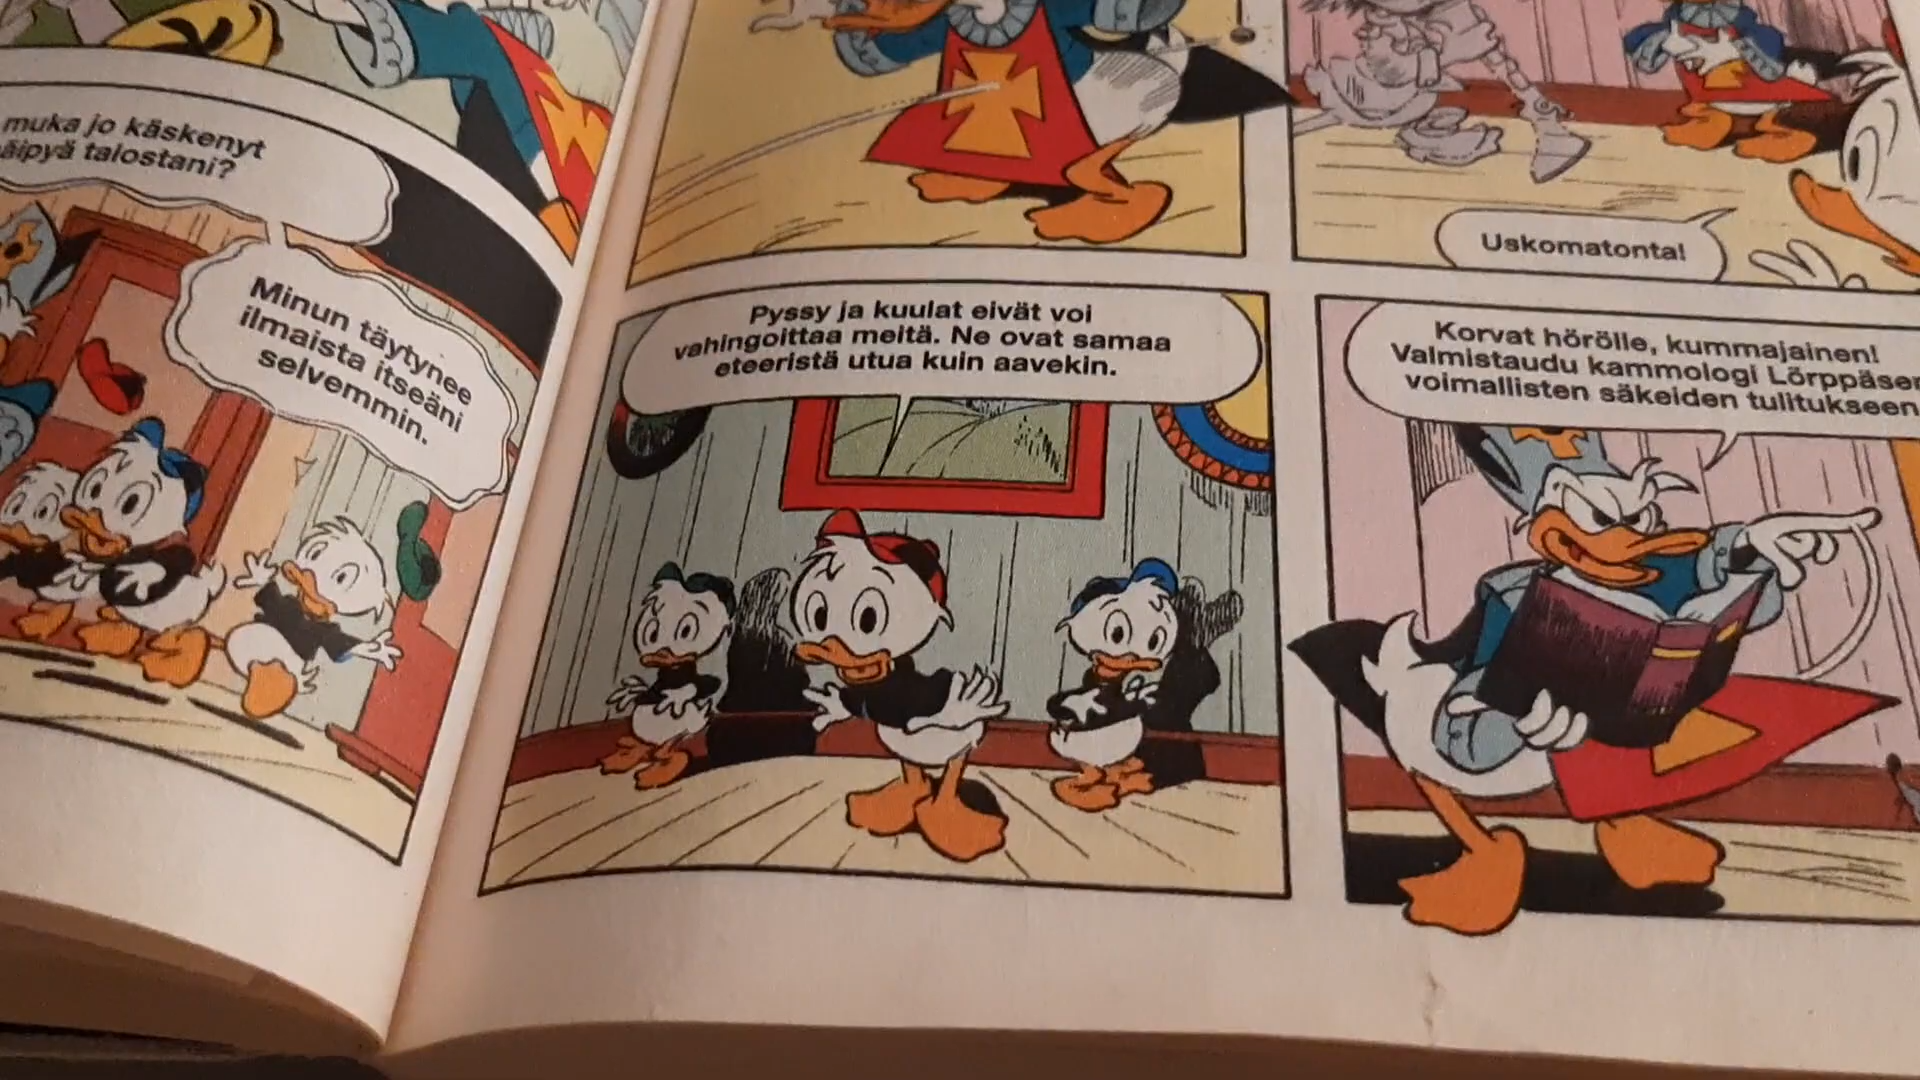 muka jo käskenyt
talostani?
Minun täytynee
ilmaista itseäni
selvemmin.
Uskomatonta!
Pyssy ja kuulat eivät voi
vahingoittaa meitä. Ne ovat samaa
eteeristä utua kuin aavekin.
Korvat hörölle, kummajainen!
Valmistaudu kammologi Lörppäsen
voimallisten säkeiden tulitukseen